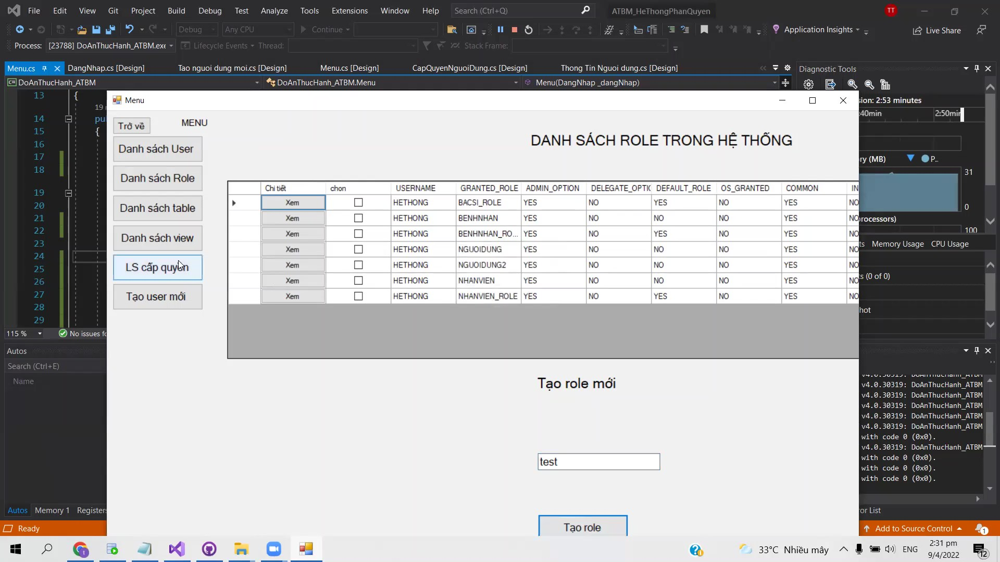 File Edit View Git Project Build Debug Test Analyze Tools Extensions Window Help Search (Ctrl+Q) ATBM_HeThongPhanQuyen TT
Debug Any CPU Continue Application Insights Live Share
Process: [23788] DoAnThucHanh_ATBM.exe Lifecycle Events Thread: Stack Frame:
Menu.cs DangNhap.cs [Design] Tao nguoi dung moi.cs [Design] Menu.cs [Design] CapQuyenNguoiDung.cs [Design] Thong Tin Nguoi dung.cs [Design] Diagnostic Tools
C# DoAnThucHanh_ATBM DoAnThucHanh_ATBM.Menu Menu(DangNhap _dangNhap)
13 {
19
14 pu
15 {
16
17
18
19
20
21
22
23
24
25
26
27
28
29
115 % No issues fo
Menu
Trở về MENU
Danh sách User
Danh sách Role
Danh sách table
Danh sách view
LS cấp quyền
Tạo user mới
DANH SÁCH ROLE TRONG HỆ THỐNG
Chi tiết chon USERNAME GRANTED_ROLE ADMIN_OPTION DELEGATE_OPTIC DEFAULT_ROLE OS_GRANTED COMMON IN
Xem HETHONG BACSI_ROLE YES NO YES NO YES NO
Xem HETHONG BENHNHAN YES NO NO NO YES NO
Xem HETHONG BENHNHAN_RO... YES NO YES NO YES NO
Xem HETHONG NGUOIDUNG YES NO NO NO YES NO
Xem HETHONG NGUOIDUNG2 YES NO NO NO YES NO
Xem HETHONG NHANVIEN YES NO NO NO YES NO
Xem HETHONG NHANVIEN_ROLE YES NO YES NO YES NO
Tạo role mới
test
Tạo role
sion: 2:53 minutes
:40min 2:50min
ry (MB) P..
31
0
rocessors)
100
ts Memory Usage CPU Usage
s (0 of 0)
hot
Autos
Search (Ctrl+E)
Name
v4.0.30319: DoAnThucHanh_ATBM
v4.0.30319: DoAnThucHanh_ATBM
v4.0.30319: DoAnThucHanh_ATBM
v4.0.30319: DoAnThucHanh_ATBM
v4.0.30319: DoAnThucHanh_ATBM
v4.0.30319: DoAnThucHanh_ATBM
with code 0 (0x0).
v4.0.30319: DoAnThucHanh_ATBM
with code 0 (0x0).
with code 0 (0x0).
with code 0 (0x0).
Autos Memory 1 Registers or List
Ready Add to Source Control 1
33°C Nhiều mây ENG 2:31 pm
9/4/2022 12